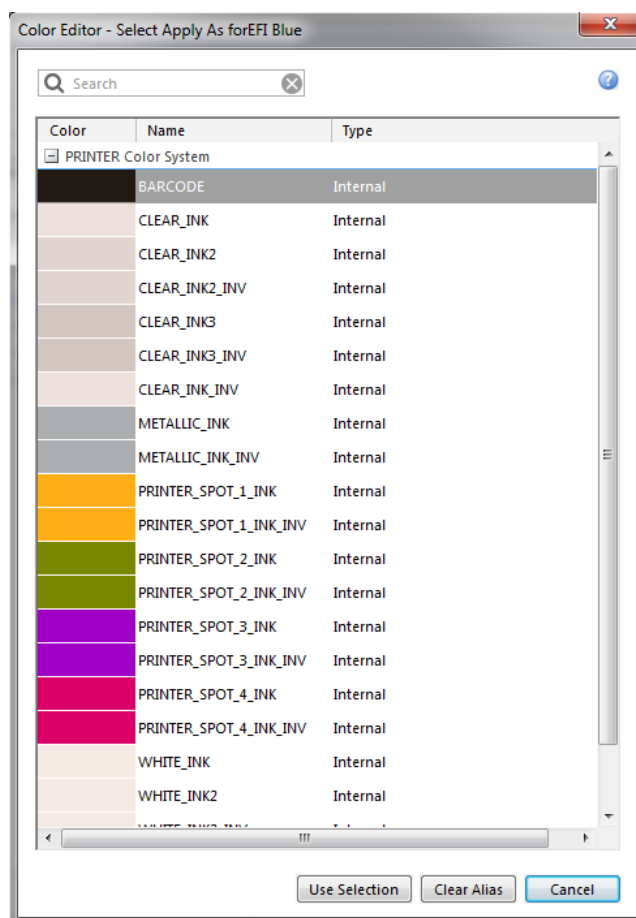 Color Editor - Select Apply As forEFI Blue
Search
Color Name Type
PRINTER Color System
BARCODE Internal
CLEAR_INK Internal
CLEAR_INK2 Internal
CLEAR_INK2_INV Internal
CLEAR_INK3 Internal
CLEAR_INK3_INV Internal
CLEAR_INK_INV Internal
METALLIC_INK Internal
METALLIC_INK_INV Internal
PRINTER_SPOT_1_INK Internal
PRINTER_SPOT_1_INK_INV Internal
PRINTER_SPOT_2_INK Internal
PRINTER_SPOT_2_INK_INV Internal
PRINTER_SPOT_3_INK Internal
PRINTER_SPOT_3_INK_INV Internal
PRINTER_SPOT_4_INK Internal
PRINTER_SPOT_4_INK_INV Internal
WHITE_INK Internal
WHITE_INK2 Internal
Use Selection Clear Alias Cancel